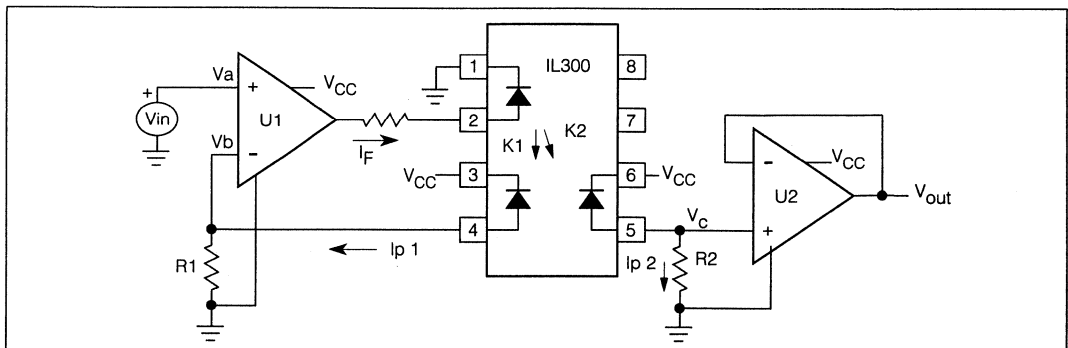 1
IL300
8
Va
+
+
VCC
Vin
U1
2
7
K1
K2
-
VCC
Vb
IF
U2
Vout
VCC
3
6
VCC
-
Vc
+
4
5
Ip 1
R1
Ip 2
R2